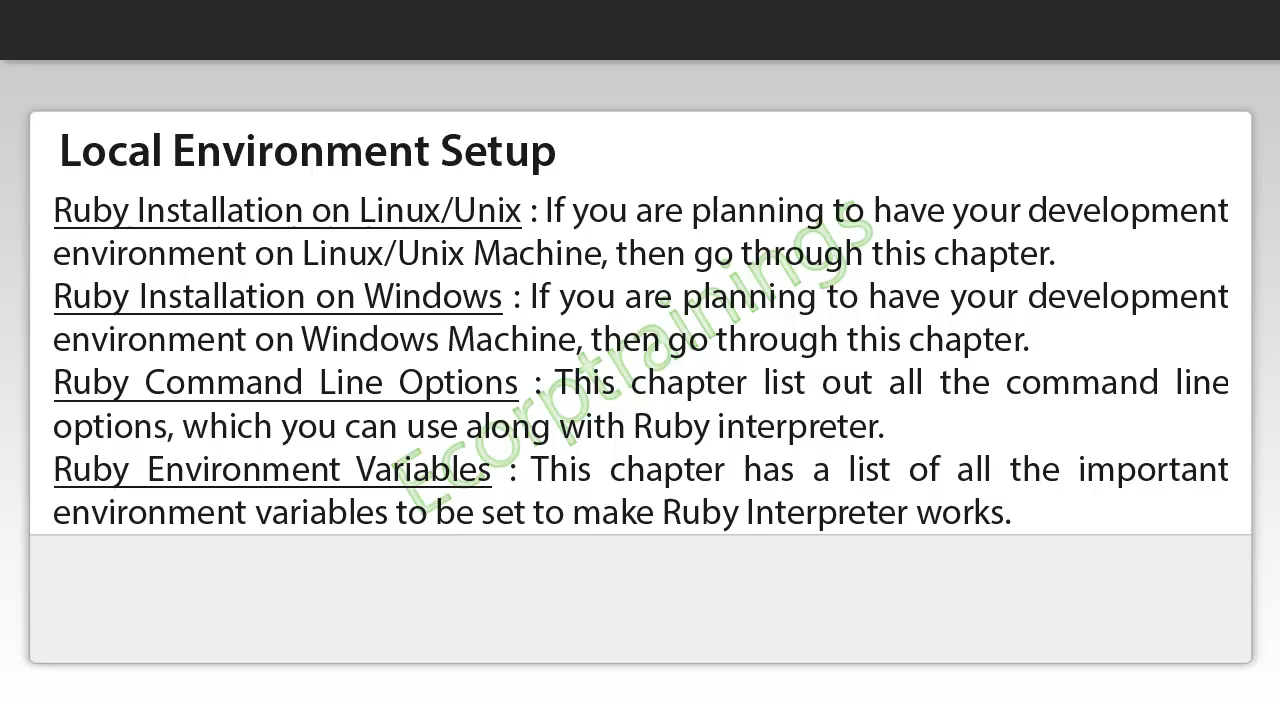 Local Environment Setup
Ruby Installation on Linux/Unix : If you are planning to have your development
environment on Linux/Unix Machine, then go through this chapter.
Ruby Installation on Windows : If you are planning to have your development
environment on Windows Machine, then go through this chapter.
Ruby Command Line Options : This chapter list out all the command line
options, which you can use along with Ruby interpreter.
Ruby Environment Variables : This chapter has a list of all the important
environment variables to be set to make Ruby Interpreter works.
Ecorptrainings